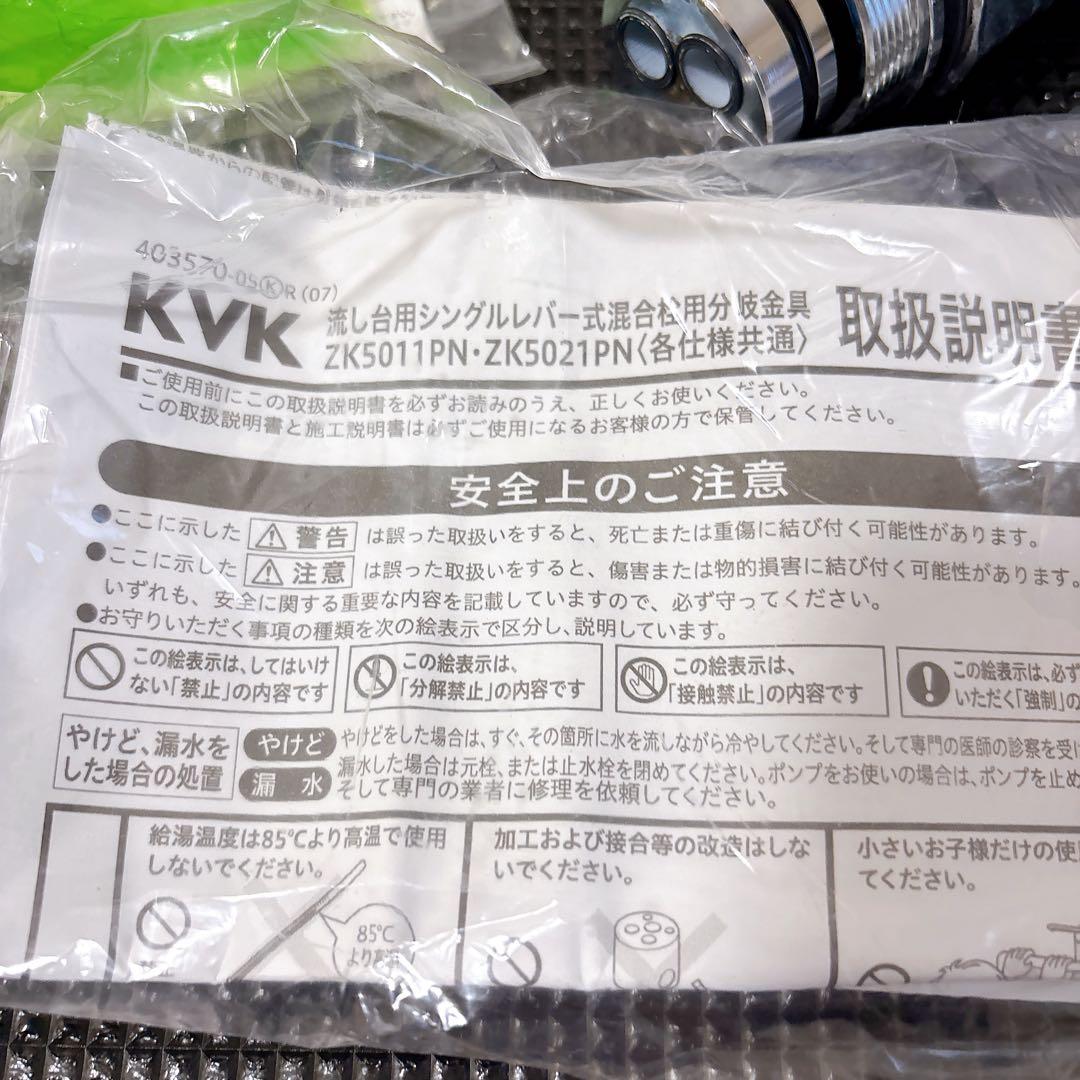 403570-05ⓀR(07)
KVK
流し台用シングルレバー式混合栓用分岐金具
ZK5011PN・ZK5021PN〈各仕様共通〉
取扱説明書
ご使用前にこの取扱説明書を必ずお読みのうえ、正しくお使いください。
この取扱説明書と施工説明書は必ずご使用になるお客様の方で保管してください。
安全上のご注意
●ここに示した ⚠警告 は誤った取扱いをすると、死亡または重傷に結び付く可能性があります。
●ここに示した ⚠注意 は誤った取扱いをすると、傷害または物的損害に結び付く可能性があります。
いずれも、安全に関する重要な内容を記載していますので、必ず守ってください。
●お守りいただく事項の種類を次の絵表示で区分し、説明しています。
この絵表示は、してはいけ
ない「禁止」の内容です
この絵表示は、
「分解禁止」の内容です
この絵表示は、
「接触禁止」の内容です
この絵表示は、必ず
いただく「強制」の
やけど、漏水を
した場合の処置
やけど やけどをした場合は、すぐ、その箇所に水を流しながら冷やしてください。そして専門の医師の診察を受け
漏水 漏水した場合は元栓、または止水栓を閉めてください。ポンプをお使いの場合は、ポンプを止め
そして専門の業者に修理を依頼してください。
給湯温度は85℃より高温で使用
しないでください。
85℃
より高
加工および接合等の改造はしな
いでください。
小さいお子様だけの使
てください。